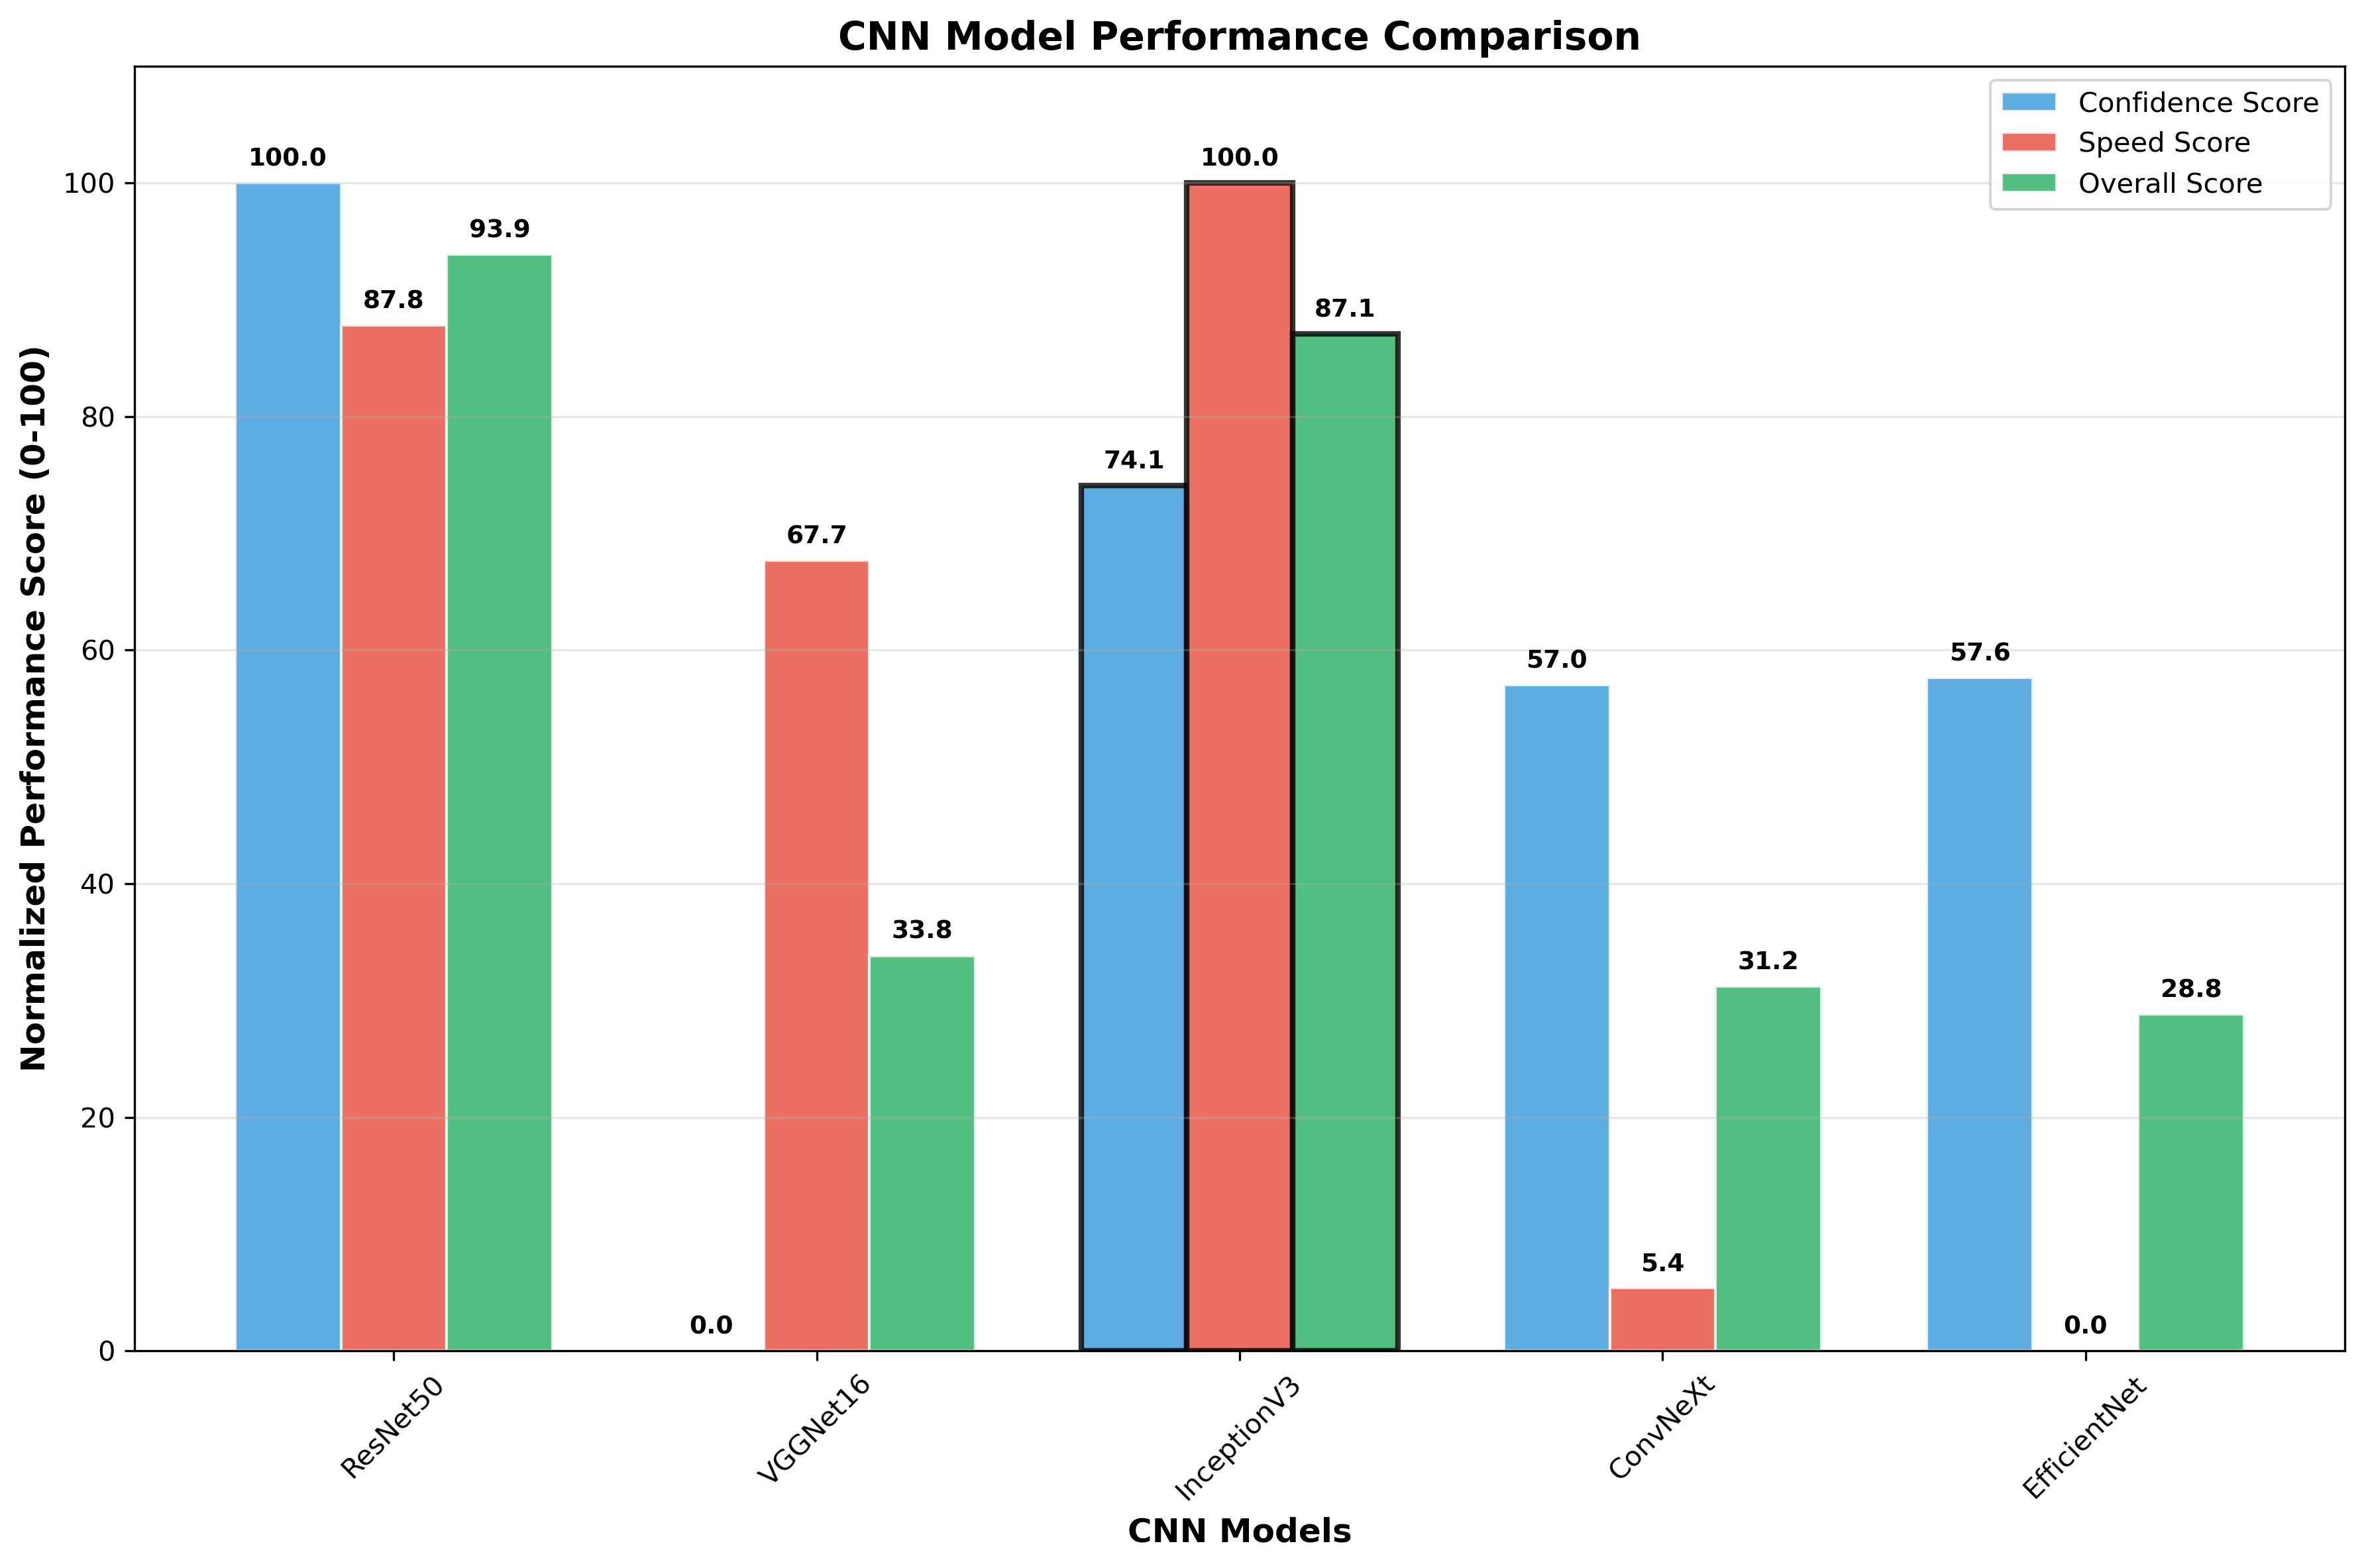 CNN Model Performance Comparison
Confidence Score
Speed Score
Overall Score
Normalized Performance Score (0-100)
100
80
60
40
20
0
100.0
87.8
93.9
0.0
67.7
33.8
74.1
100.0
87.1
57.0
5.4
31.2
57.6
0.0
28.8
ResNet50
VGGNet16
InceptionV3
ConvNeXt
EfficientNet
CNN Models